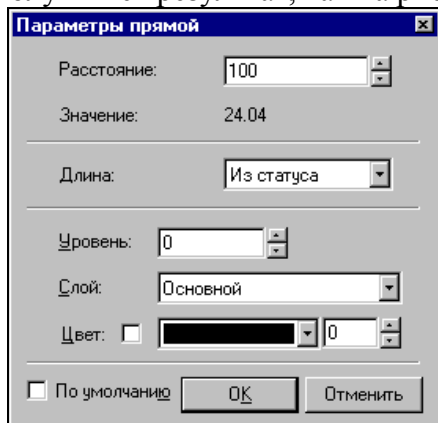 Параметры прямой
Расстояние: 100
Значение: 24.04
Длина: Из статуса
Уровень: 0
Слой: Основной
Цвет: 0
По умолчанию OK Отменить